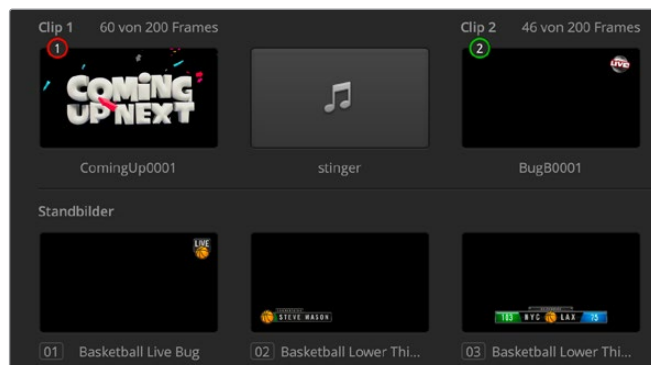 Clip 1 60 von 200 Frames
Clip 2 46 von 200 Frames
1
2
COMiNG
UP NEXT
LIVE
ComingUp0001
stinger
BugB0001
Standbilder
LIVE
STEVE MASON
103 NYC LAX 75
01 Basketball Live Bug
02 Basketball Lower Thi...
03 Basketball Lower Thi...